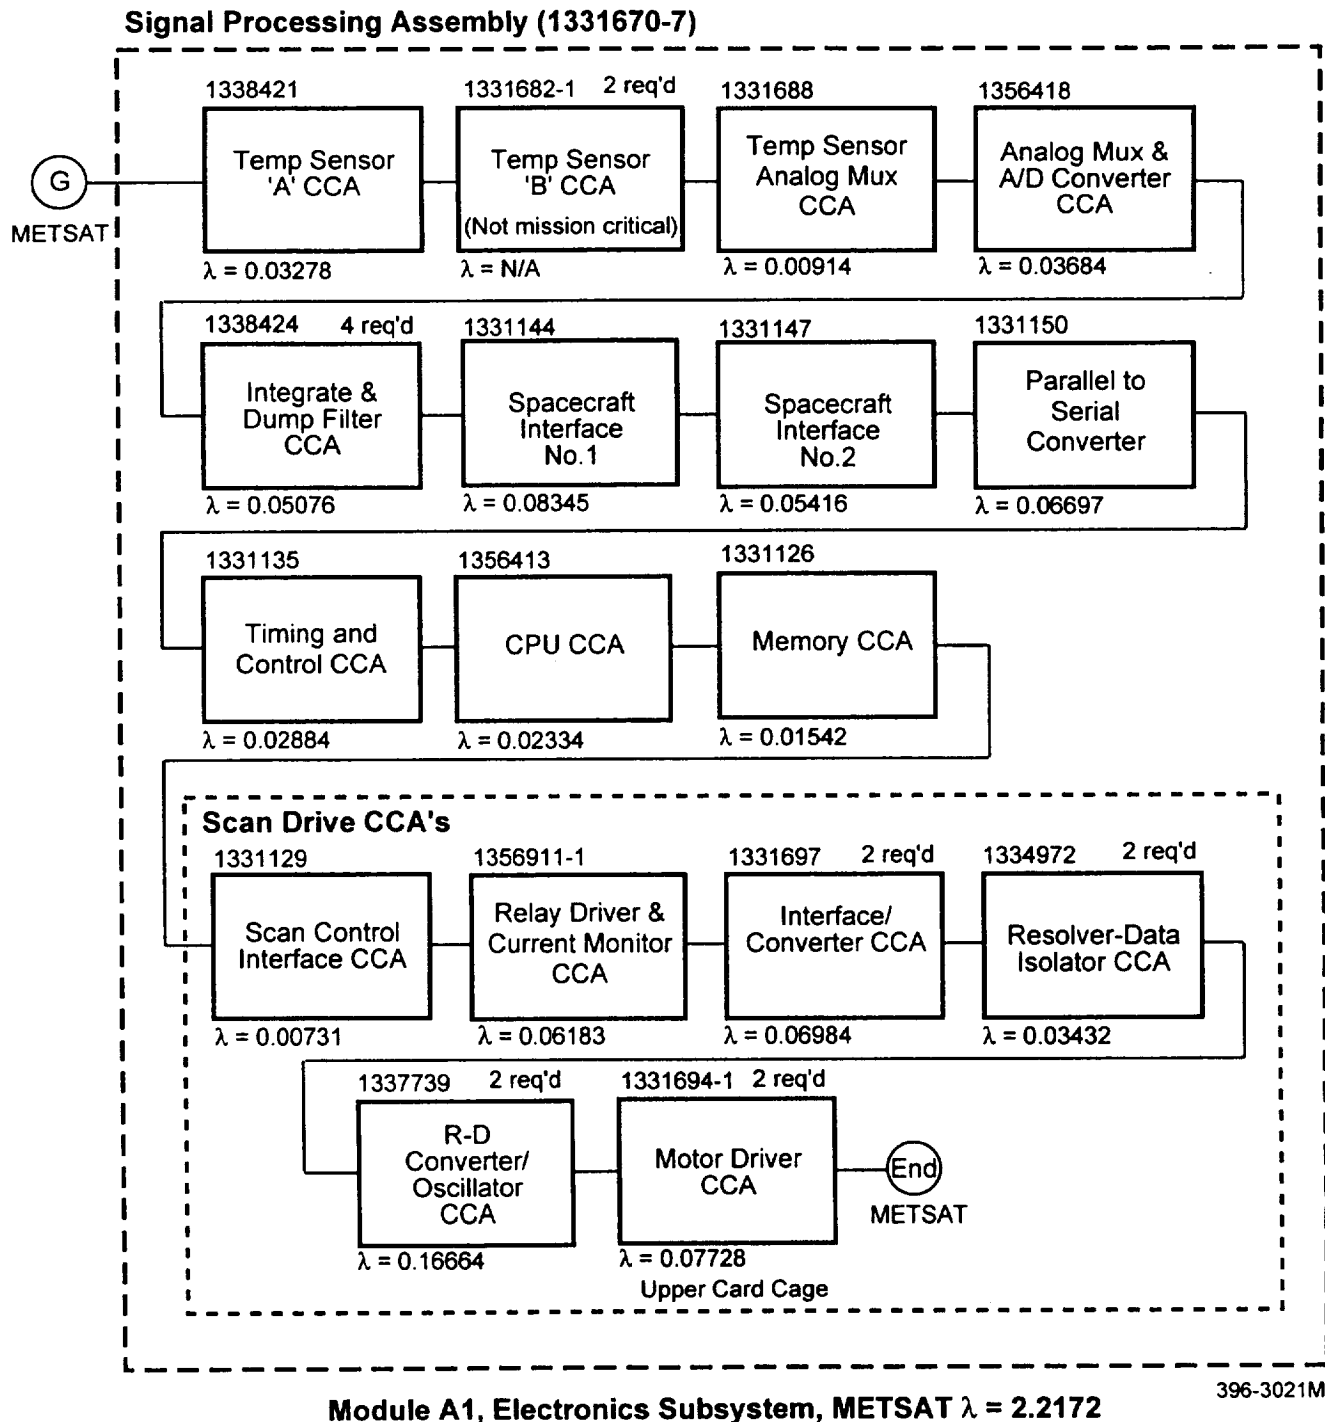 Signal Processing Assembly (1331670-7)
G
METSAT
1338421
Temp Sensor
'A' CCA
λ = 0.03278
1331682-1 2 req'd
Temp Sensor
'B' CCA
(Not mission critical)
λ = N/A
1331688
Temp Sensor
Analog Mux
CCA
λ = 0.00914
1356418
Analog Mux &
A/D Converter
CCA
λ = 0.03684
1338424 4 req'd
Integrate &
Dump Filter
CCA
λ = 0.05076
1331144
Spacecraft
Interface
No.1
λ = 0.08345
1331147
Spacecraft
Interface
No.2
λ = 0.05416
1331150
Parallel to
Serial
Converter
λ = 0.06697
1331135
Timing and
Control CCA
λ = 0.02884
1356413
CPU CCA
λ = 0.02334
1331126
Memory CCA
λ = 0.01542
Scan Drive CCA's
1331129
Scan Control
Interface CCA
λ = 0.00731
1356911-1
Relay Driver &
Current Monitor
CCA
λ = 0.06183
1331697 2 req'd
Interface/
Converter CCA
λ = 0.06984
1334972 2 req'd
Resolver-Data
Isolator CCA
λ = 0.03432
1337739 2 req'd
R-D
Converter/
Oscillator
CCA
λ = 0.16664
1331694-1 2 req'd
Motor Driver
CCA
λ = 0.07728
End
METSAT
Upper Card Cage
396-3021M
Module A1, Electronics Subsystem, METSAT λ = 2.2172